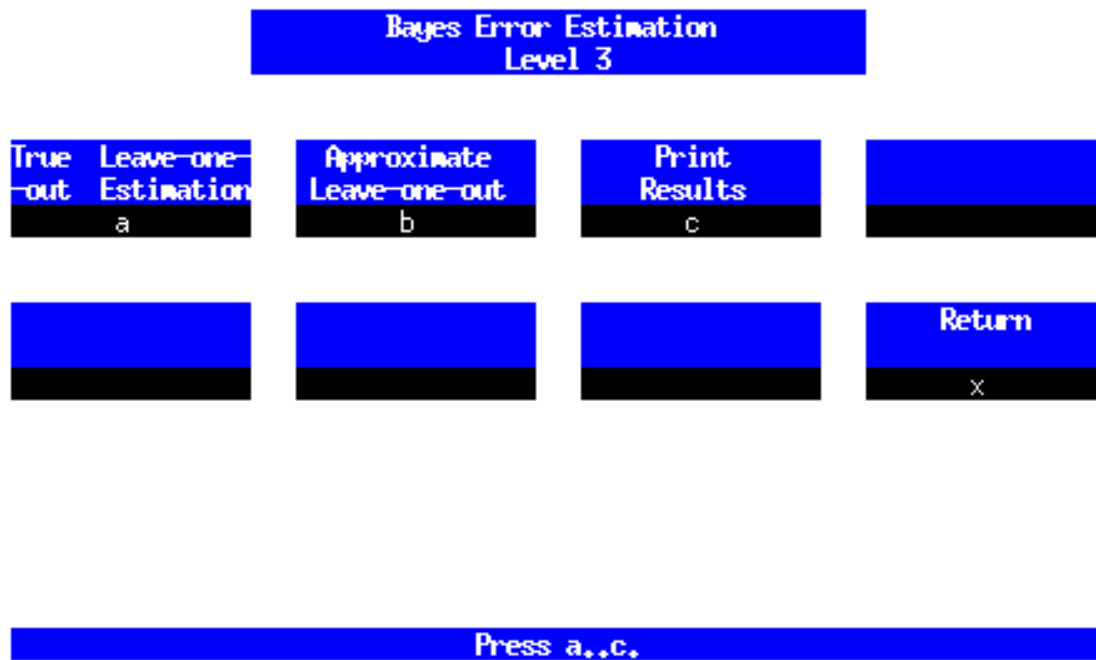 Bayes Error Estimation
Level 3
True Leave-one-
-out Estimation
a
Approximate
Leave-one-out
b
Print
Results
c
Return
x
Press a..c.